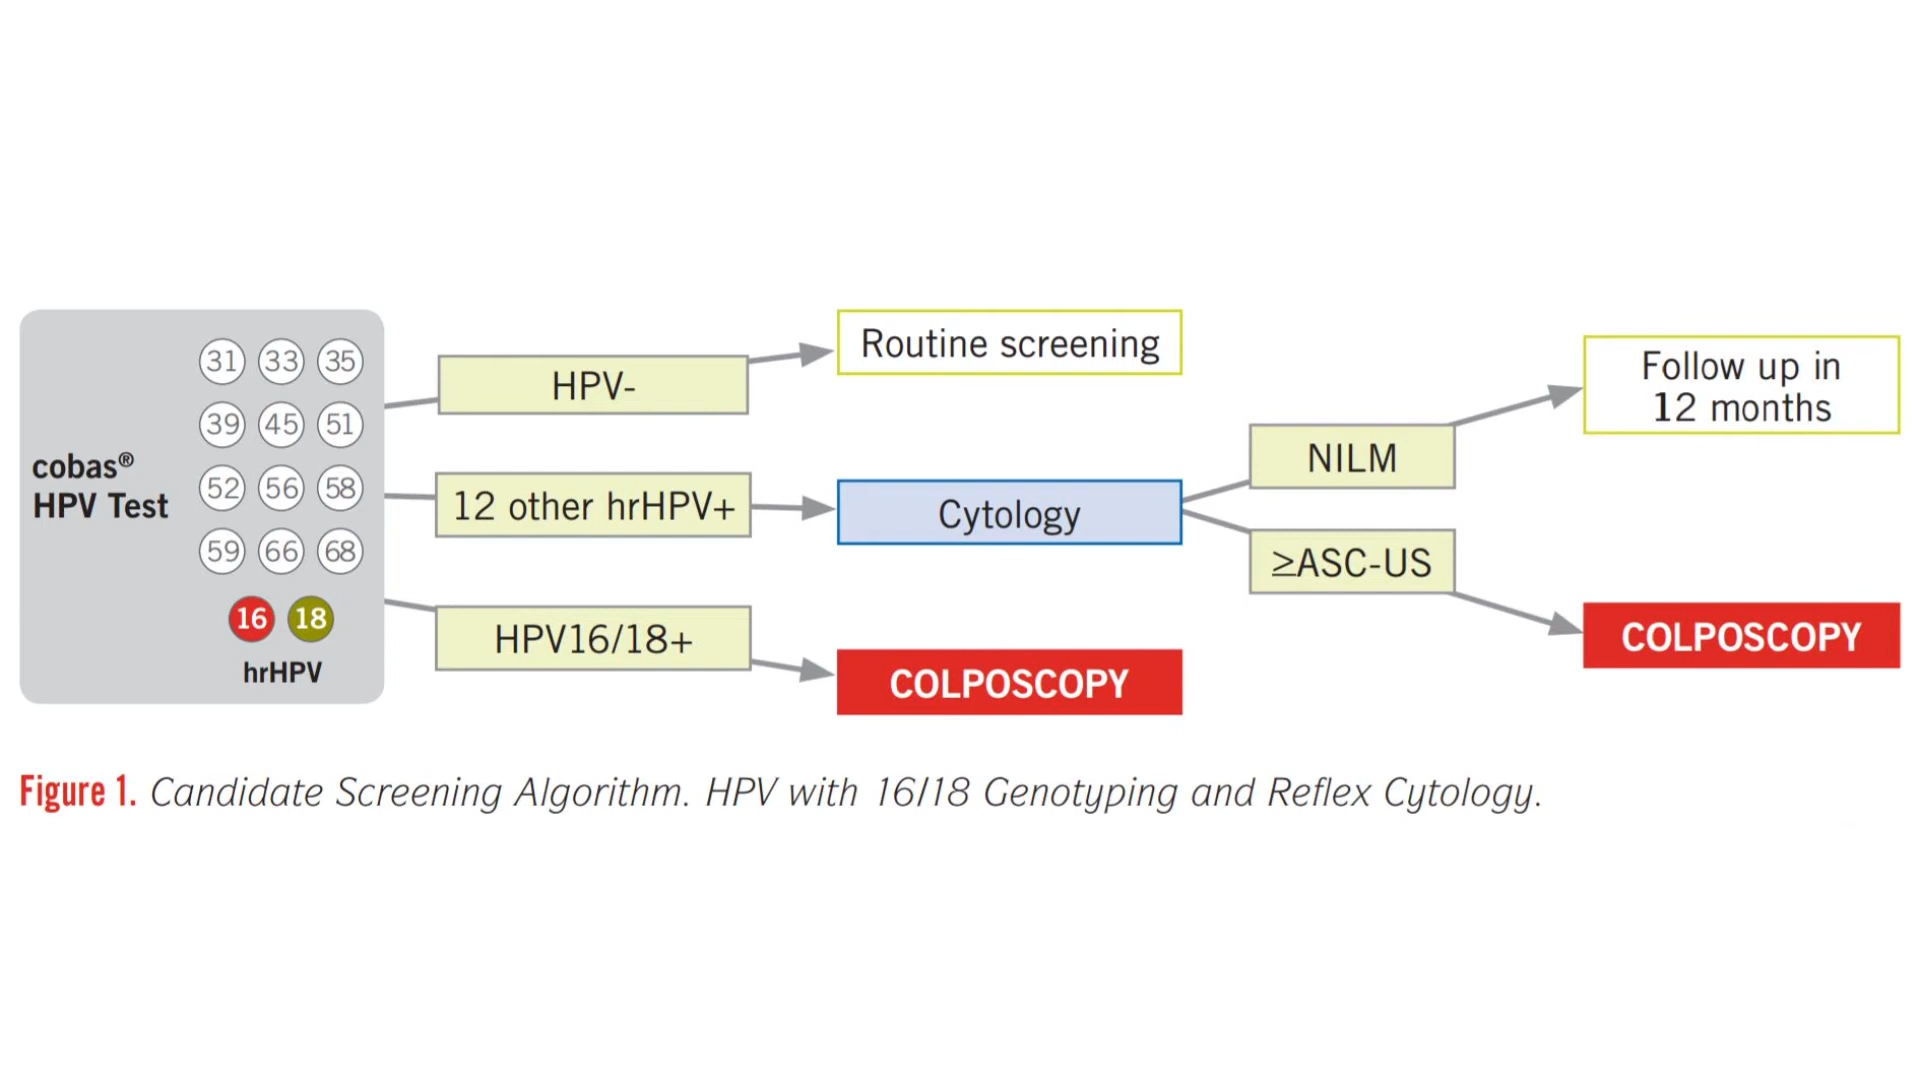 cobas®
HPV Test
31 33 35
39 45 51
52 56 58
59 66 68
16 18
hrHPV
HPV-
12 other hrHPV+
HPV16/18+
Routine screening
Cytology
COLPOSCOPY
NILM
≥ASC-US
Follow up in
12 months
COLPOSCOPY
Figure 1. Candidate Screening Algorithm. HPV with 16/18 Genotyping and Reflex Cytology.